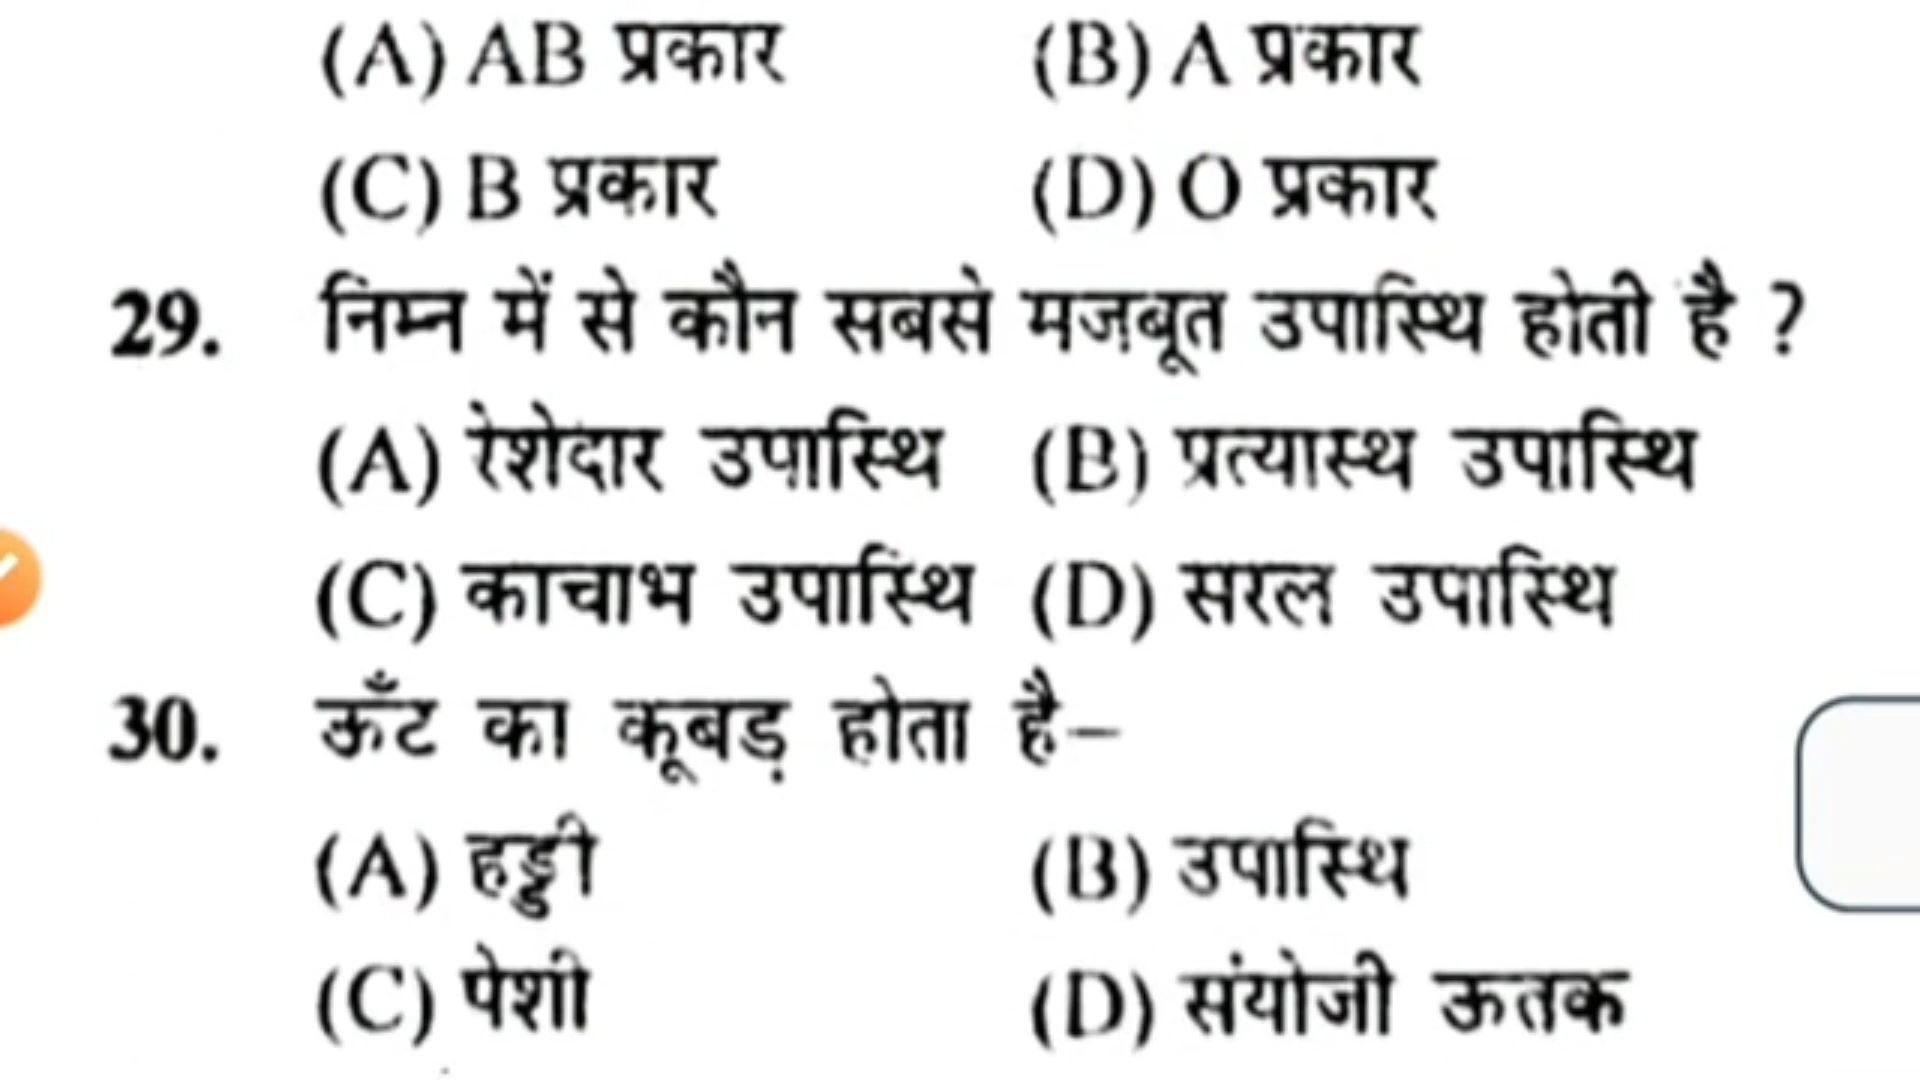 (A) AB प्रकार (B) A प्रकार
(C) B प्रकार (D) O प्रकार
29. निम्न में से कौन सबसे मज़बूत उपास्थि होती है ?
(A) रेशेदार उपास्थि (B) प्रत्यास्थ उपास्थि
(C) काचाभ उपास्थि (D) सरल उपास्थि
30. ऊँट का कूबड़ होता है–
(A) हड्डी (B) उपास्थि
(C) पेशी (D) संयोजी ऊतक